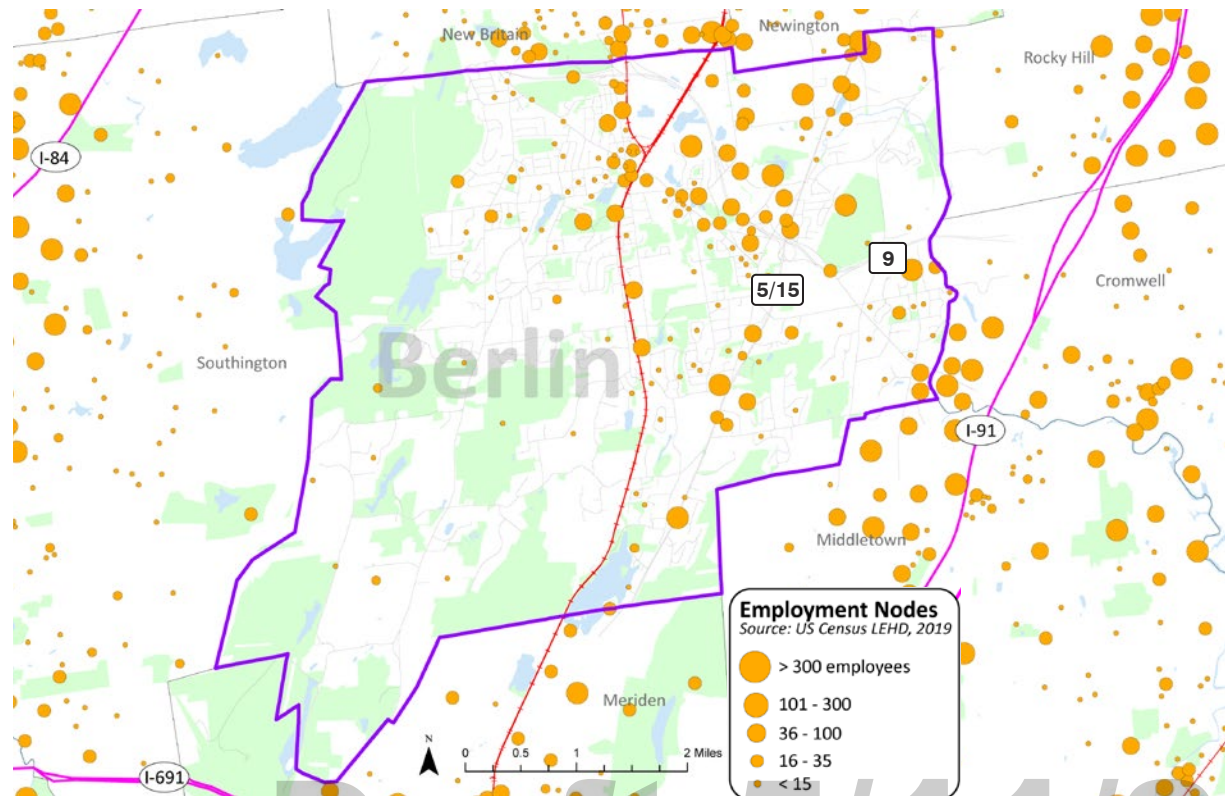 New Britain
Newington
Rocky Hill
I-84
9
Cromwell
5/15
Berlin
Southington
I-91
Middletown
Employment Nodes
Source: US Census LEHD, 2019
> 300 employees
101 - 300
36 - 100
16 - 35
< 15
Meriden
N
0 0.5 1 2 Miles
I-691